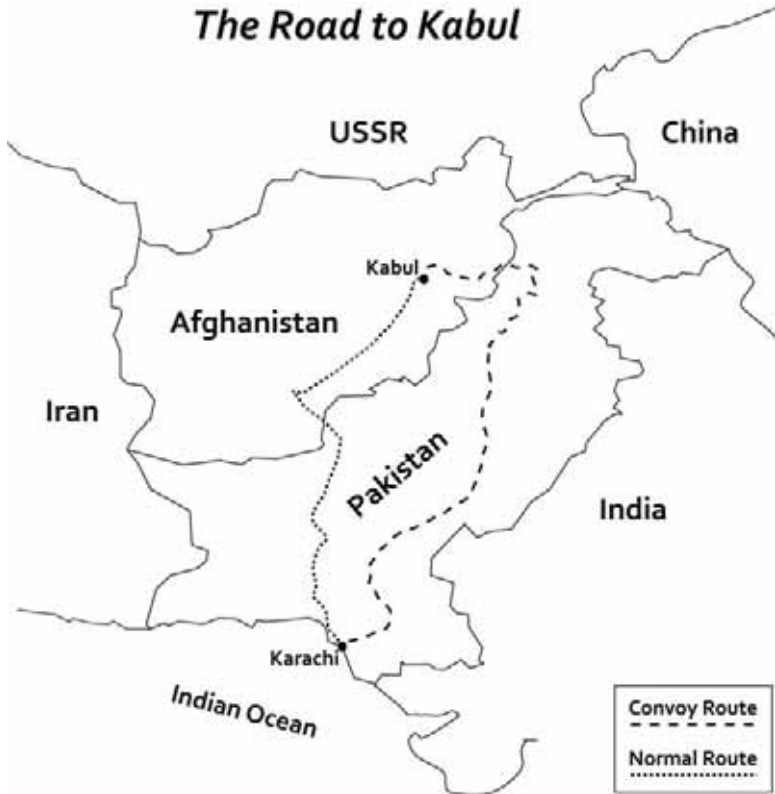 The Road to Kabul
USSR
China
Kabul
Afghanistan
Iran
Pakistan
India
Karachi
Indian Ocean
Convoy Route
Normal Route